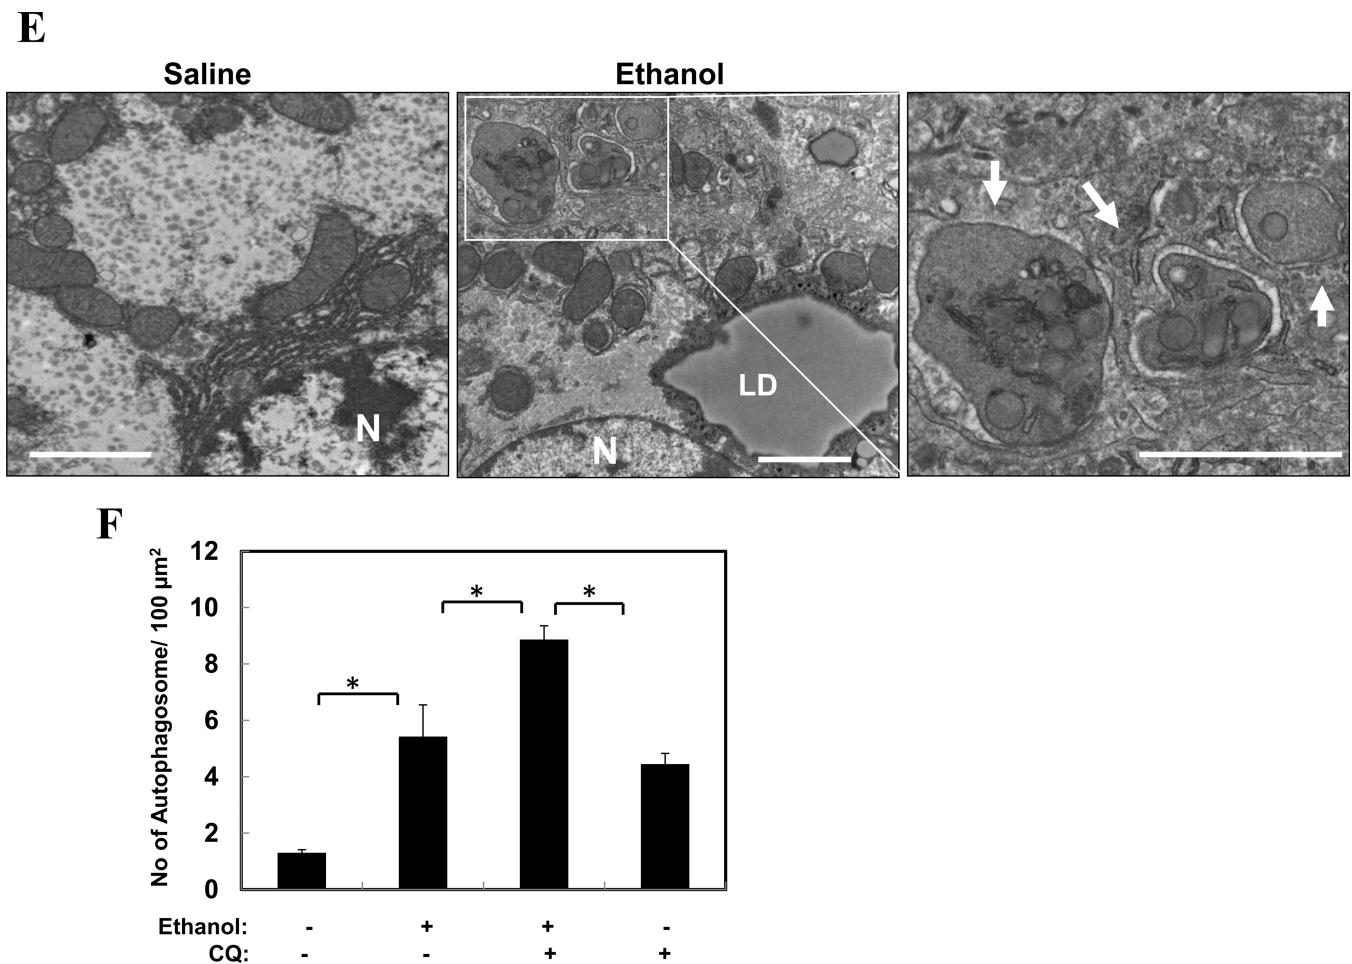 E
Saline Ethanol
N
LD
N
F
No of Autophagosome/ 100 µm²
12
10
8
6
4
2
0
*
*
*
Ethanol: - + + -
CQ: - - + +